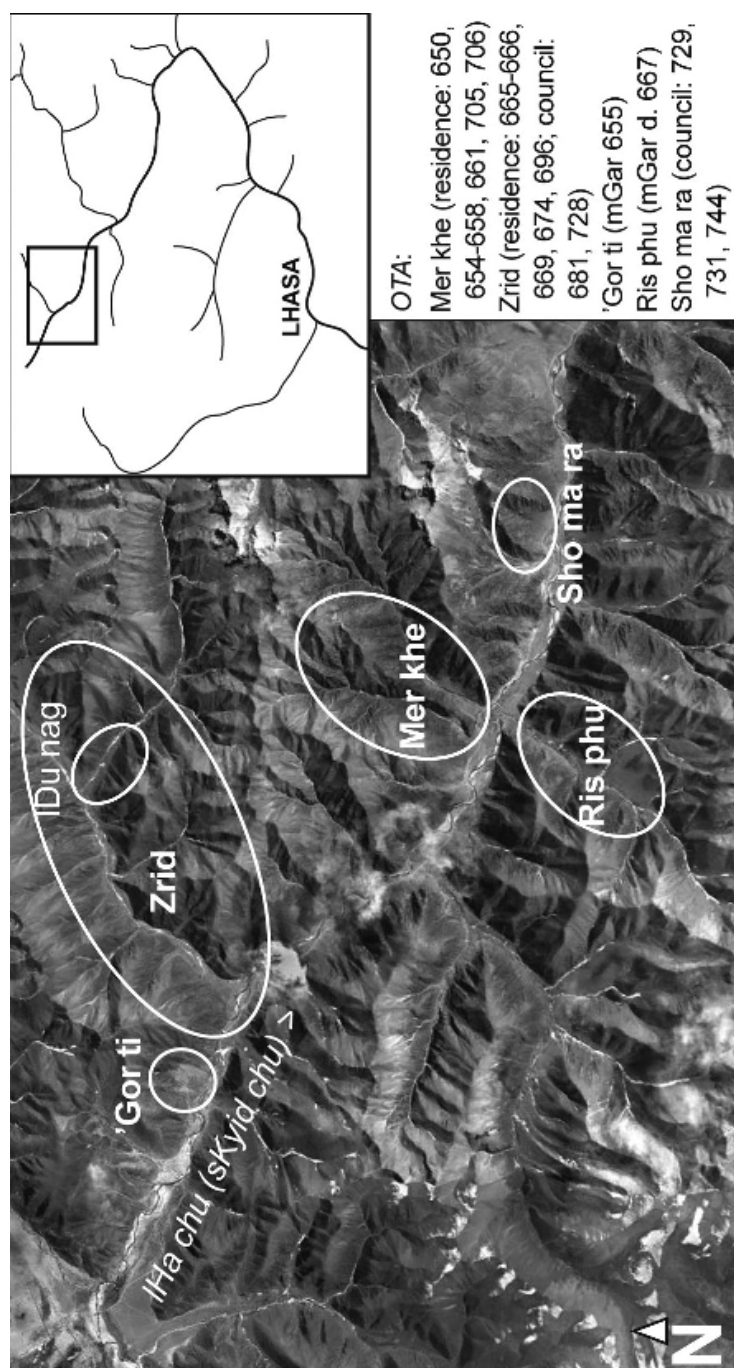 LHASA
OTA:
Mer khe (residence: 650,
654-658, 661, 705, 706)
Zrid (residence: 665-666,
669, 674, 696; council:
681, 728)
'Gor ti (mGar 655)
Ris phu (mGar d. 667)
Sho ma ra (council: 729,
731, 744)
'Gor ti
lDu nag
Zrid
lHa chu (sKyid chu) >
Mer khe
Sho ma ra
Ris phu
N